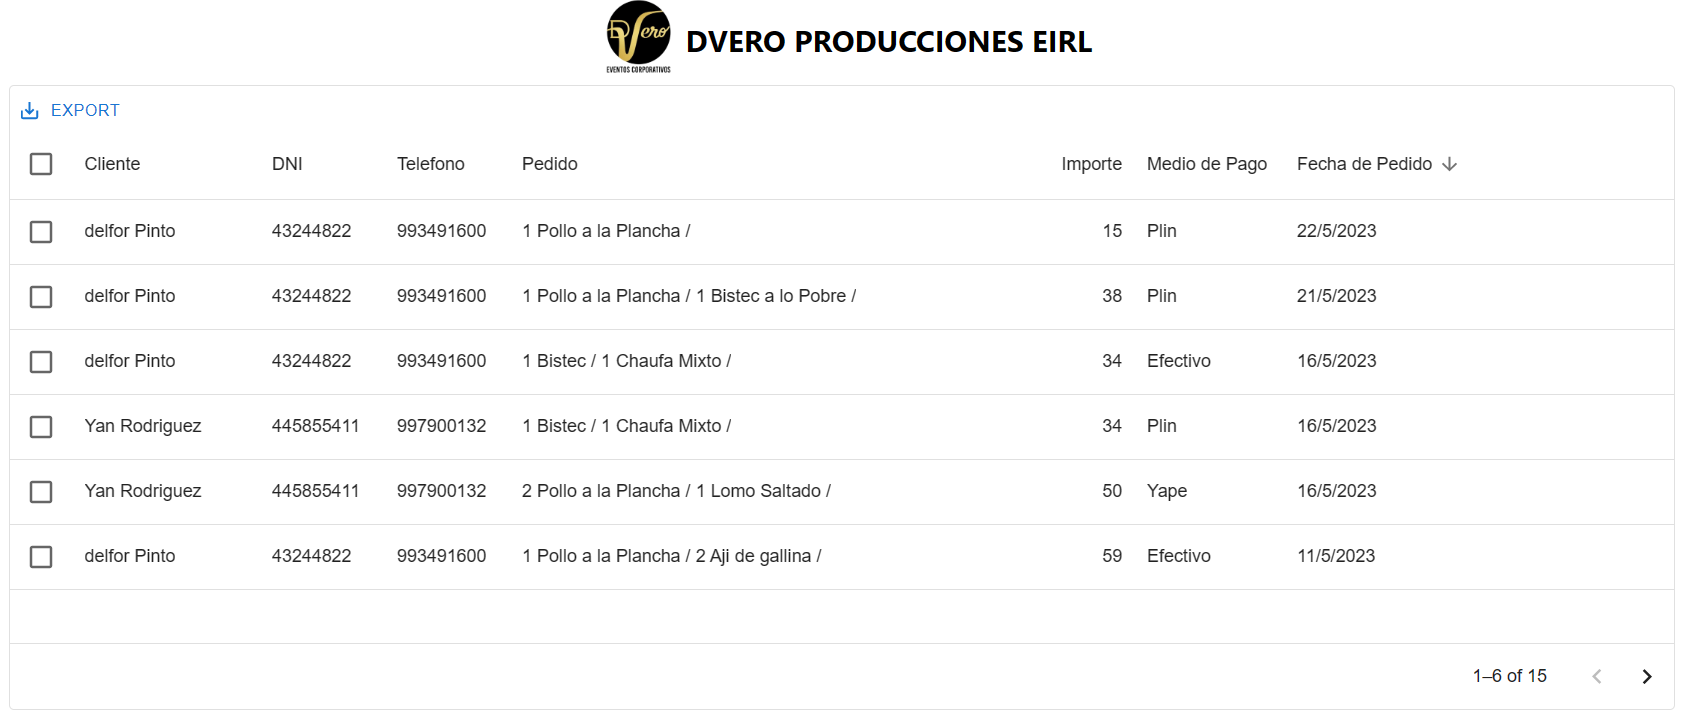 DVero
EVENTOS CORPORATIVOS
DVERO PRODUCCIONES EIRL
EXPORT
Cliente DNI Telefono Pedido Importe Medio de Pago Fecha de Pedido
delfor Pinto 43244822 993491600 1 Pollo a la Plancha / 15 Plin 22/5/2023
delfor Pinto 43244822 993491600 1 Pollo a la Plancha / 1 Bistec a lo Pobre / 38 Plin 21/5/2023
delfor Pinto 43244822 993491600 1 Bistec / 1 Chaufa Mixto / 34 Efectivo 16/5/2023
Yan Rodriguez 445855411 997900132 1 Bistec / 1 Chaufa Mixto / 34 Plin 16/5/2023
Yan Rodriguez 445855411 997900132 2 Pollo a la Plancha / 1 Lomo Saltado / 50 Yape 16/5/2023
delfor Pinto 43244822 993491600 1 Pollo a la Plancha / 2 Aji de gallina / 59 Efectivo 11/5/2023
1–6 of 15